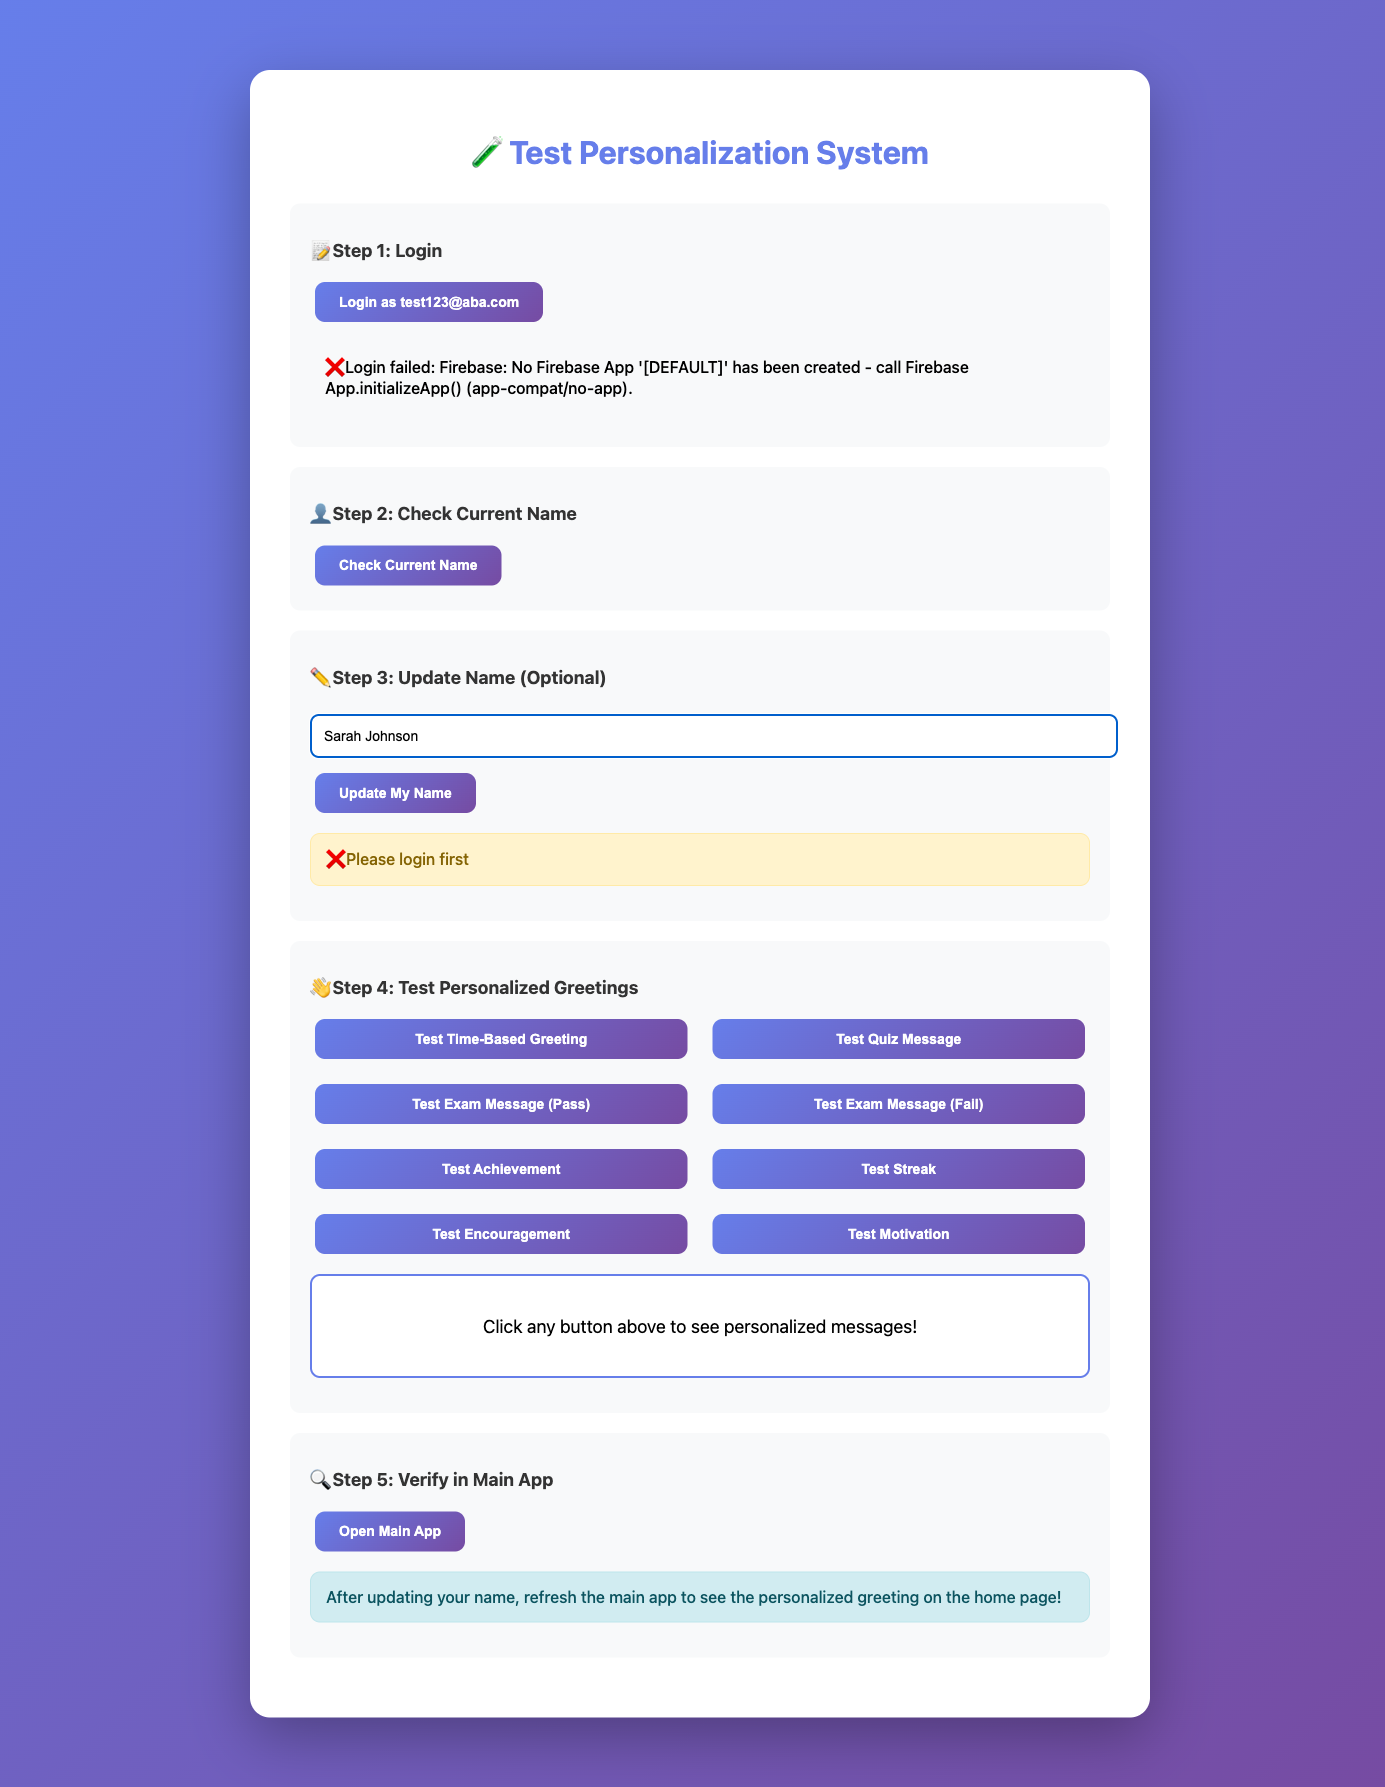 Test Personalization System
Step 1: Login
Login as test123@aba.com
❌Login failed: Firebase: No Firebase App '[DEFAULT]' has been created - call Firebase
App.initializeApp() (app-compat/no-app).
Step 2: Check Current Name
Check Current Name
Step 3: Update Name (Optional)
Sarah Johnson
Update My Name
❌Please login first
Step 4: Test Personalized Greetings
Test Time-Based Greeting
Test Quiz Message
Test Exam Message (Pass)
Test Exam Message (Fail)
Test Achievement
Test Streak
Test Encouragement
Test Motivation
Click any button above to see personalized messages!
Step 5: Verify in Main App
Open Main App
After updating your name, refresh the main app to see the personalized greeting on the home page!